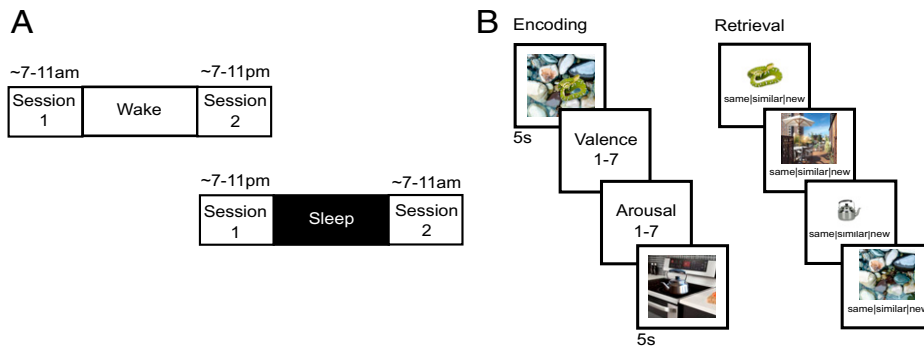 A
~7-11am
~7-11pm
Session
1
Wake
Session
2
~7-11pm
~7-11am
Session
1
Sleep
Session
2
B
Encoding
5s
Valence
1-7
Arousal
1-7
5s
Retrieval
same|similar|new
same|similar|new
same|similar|new
same|similar|new